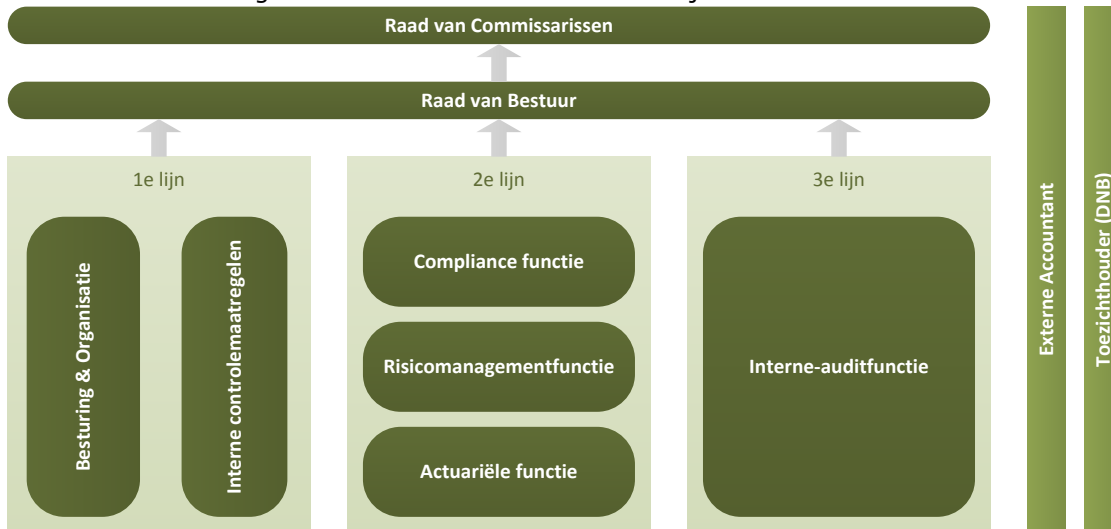 Raad van Commissarissen
Raad van Bestuur
1e lijn
Besturing & Organisatie
Interne controlemaatregelen
2e lijn
Compliance functie
Risicomanagementfunctie
Actuariële functie
3e lijn
Interne-auditfunctie
Externe Accountant
Toezichthouder (DNB)